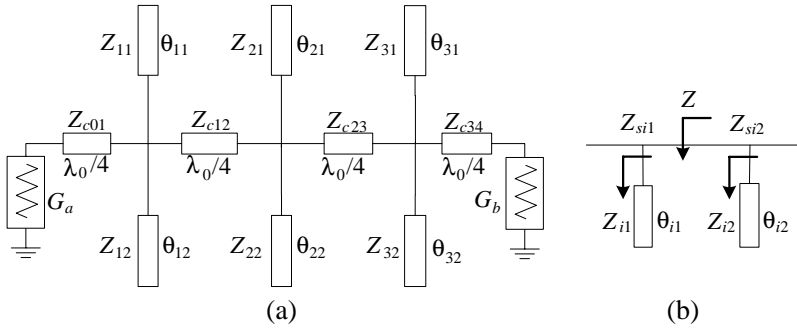 Z11 θ11 Z21 θ21 Z31 θ31
Zc01 Zc12 Zc23 Zc34
λ0/4 λ0/4 λ0/4 λ0/4
Ga Gb
Z12 θ12 Z22 θ22 Z32 θ32
(a)
Zsi1 Z Zsi2
Zi1 θi1 Zi2 θi2
(b)